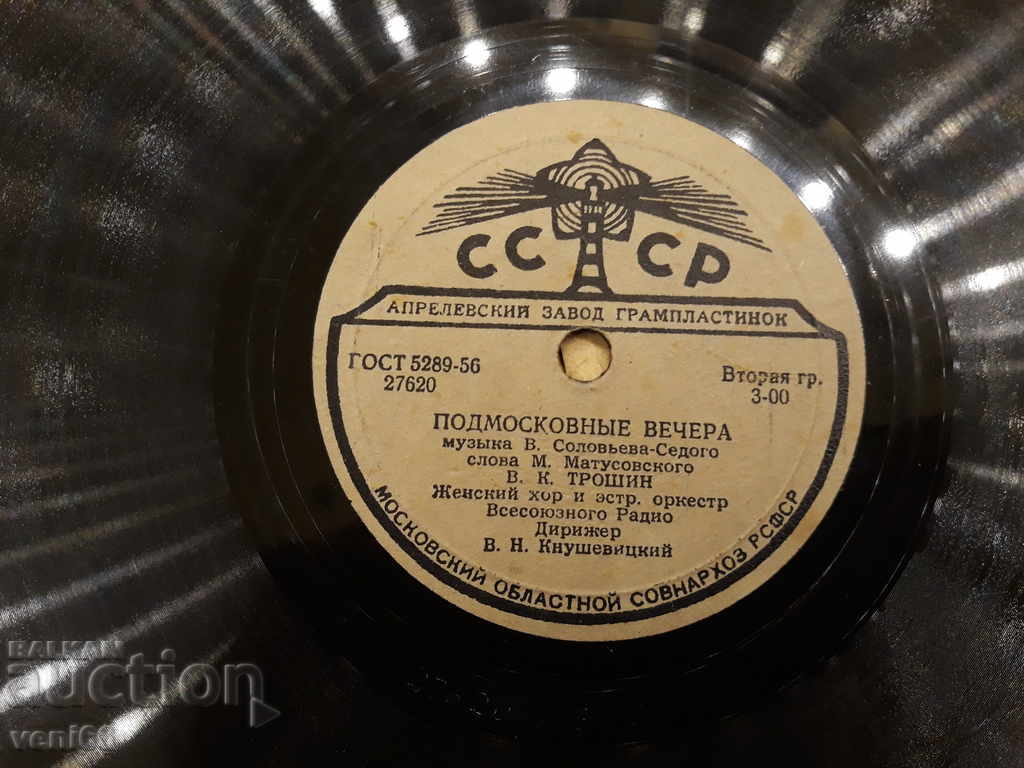 СССР
АПРЕЛЕВСКИЙ ЗАВОД ГРАМПЛАСТИНОК
ГОСТ 5289-56
27620
Вторая гр.
3-00
ПОДМОСКОВНЫЕ ВЕЧЕРА
музыка В. Соловьева-Седого
слова М. Матусовского
В. К. ТРОШИН
Женский хор и эстр. оркестр
Всесоюзного Радио
Дирижер
В. Н. Кнушевицкий
МОСКОВСКИЙ ОБЛАСТНОЙ СОВНАРХОЗ РСФСР
BALKAN
auction